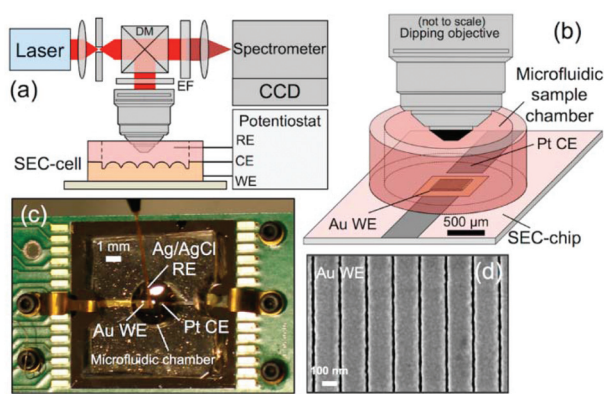 Laser
DM
EF
Spectrometer
CCD
(a)
Potentiostat
RE
CE
WE
SEC-cell
(b)
(not to scale)
Dipping objective
Microfluidic
sample
chamber
Pt CE
Au WE
500 µm
SEC-chip
(c)
1 mm
Ag/AgCl
RE
Au WE
Pt CE
Microfluidic chamber
Au WE
(d)
100 nm